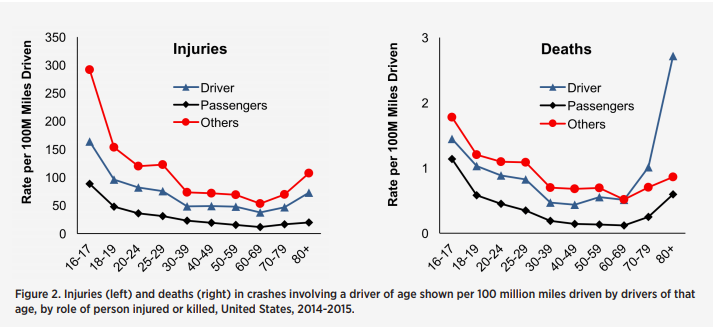 Injuries
Rate per 100M Miles Driven
350
300
250
200
150
100
50
0
Driver
Passengers
Others
16-17
18-19
20-24
25-29
30-39
40-49
50-59
60-69
70-79
80+
Deaths
Rate per 100M Miles Driven
3
2
1
0
Driver
Passengers
Others
16-17
18-19
20-24
25-29
30-39
40-49
50-59
60-69
70-79
80+
Figure 2. Injuries (left) and deaths (right) in crashes involving a driver of age shown per 100 million miles driven by drivers of that
age, by role of person injured or killed, United States, 2014-2015.